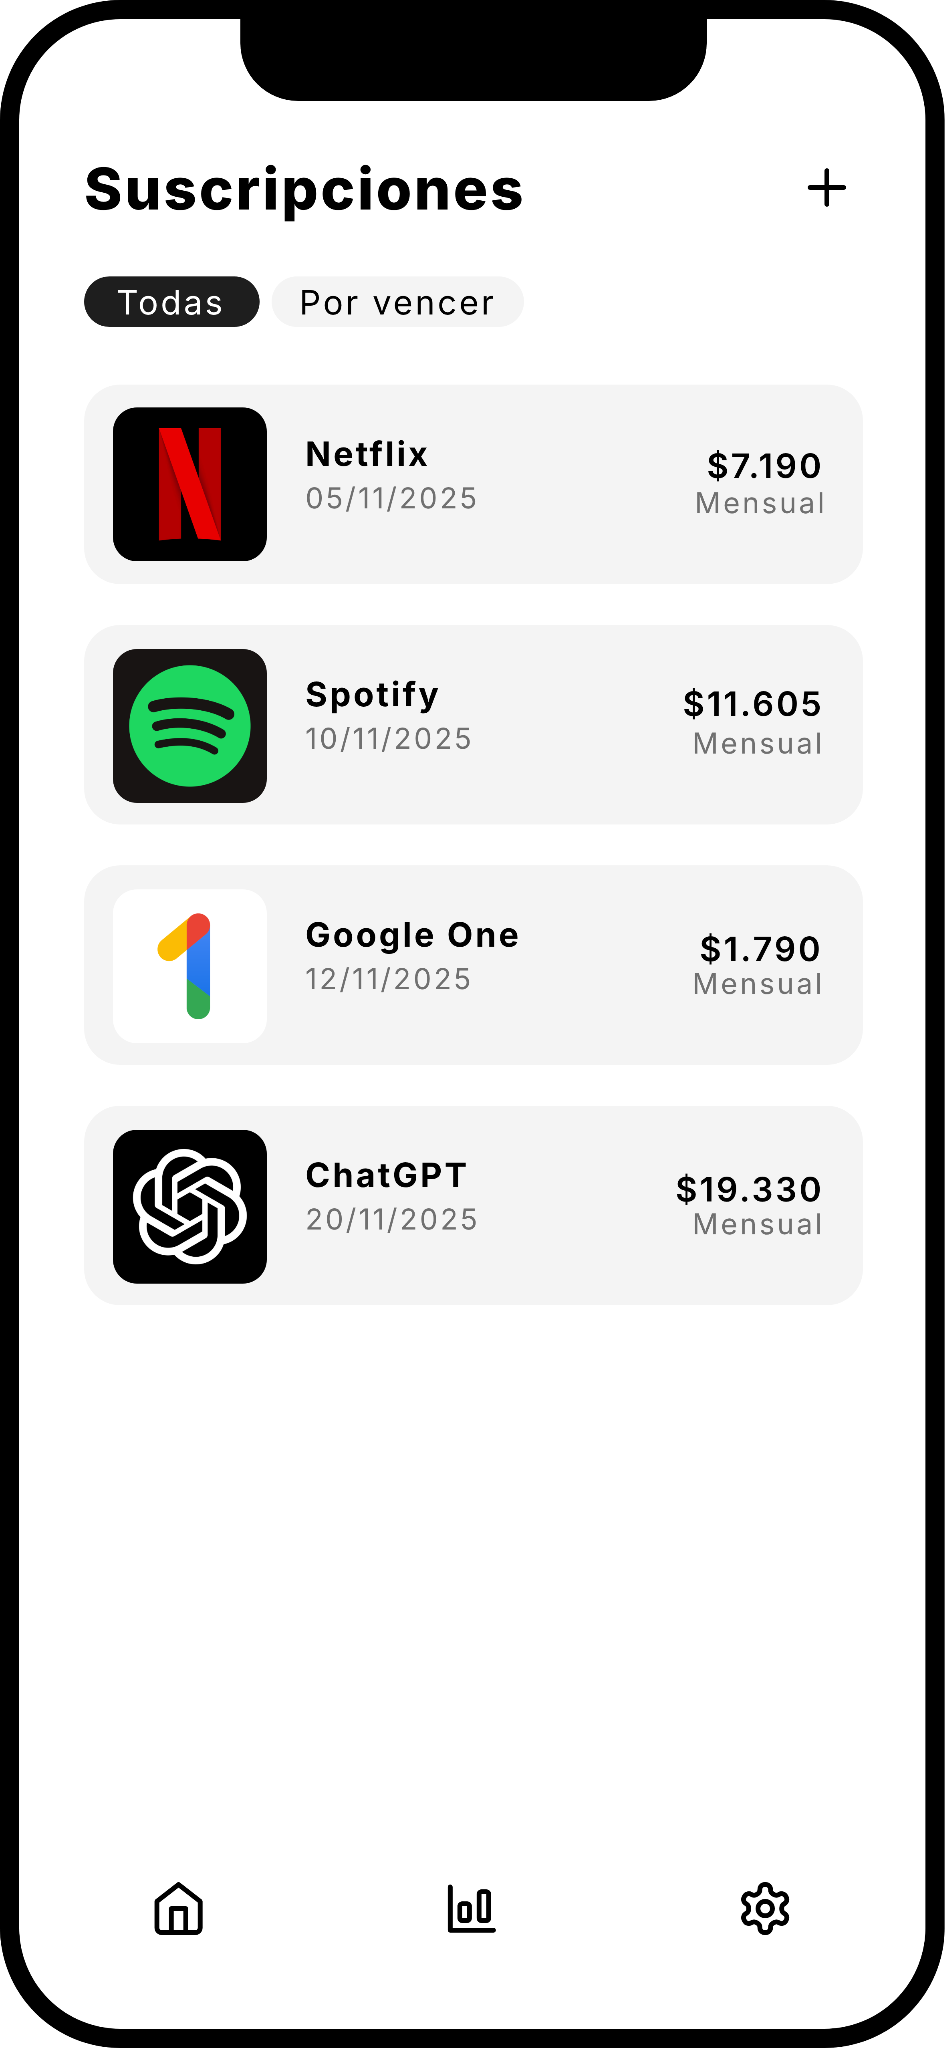 Suscripciones
Todas
Por vencer
Netflix
05/11/2025
$7.190
Mensual
Spotify
10/11/2025
$11.605
Mensual
Google One
12/11/2025
$1.790
Mensual
ChatGPT
20/11/2025
$19.330
Mensual